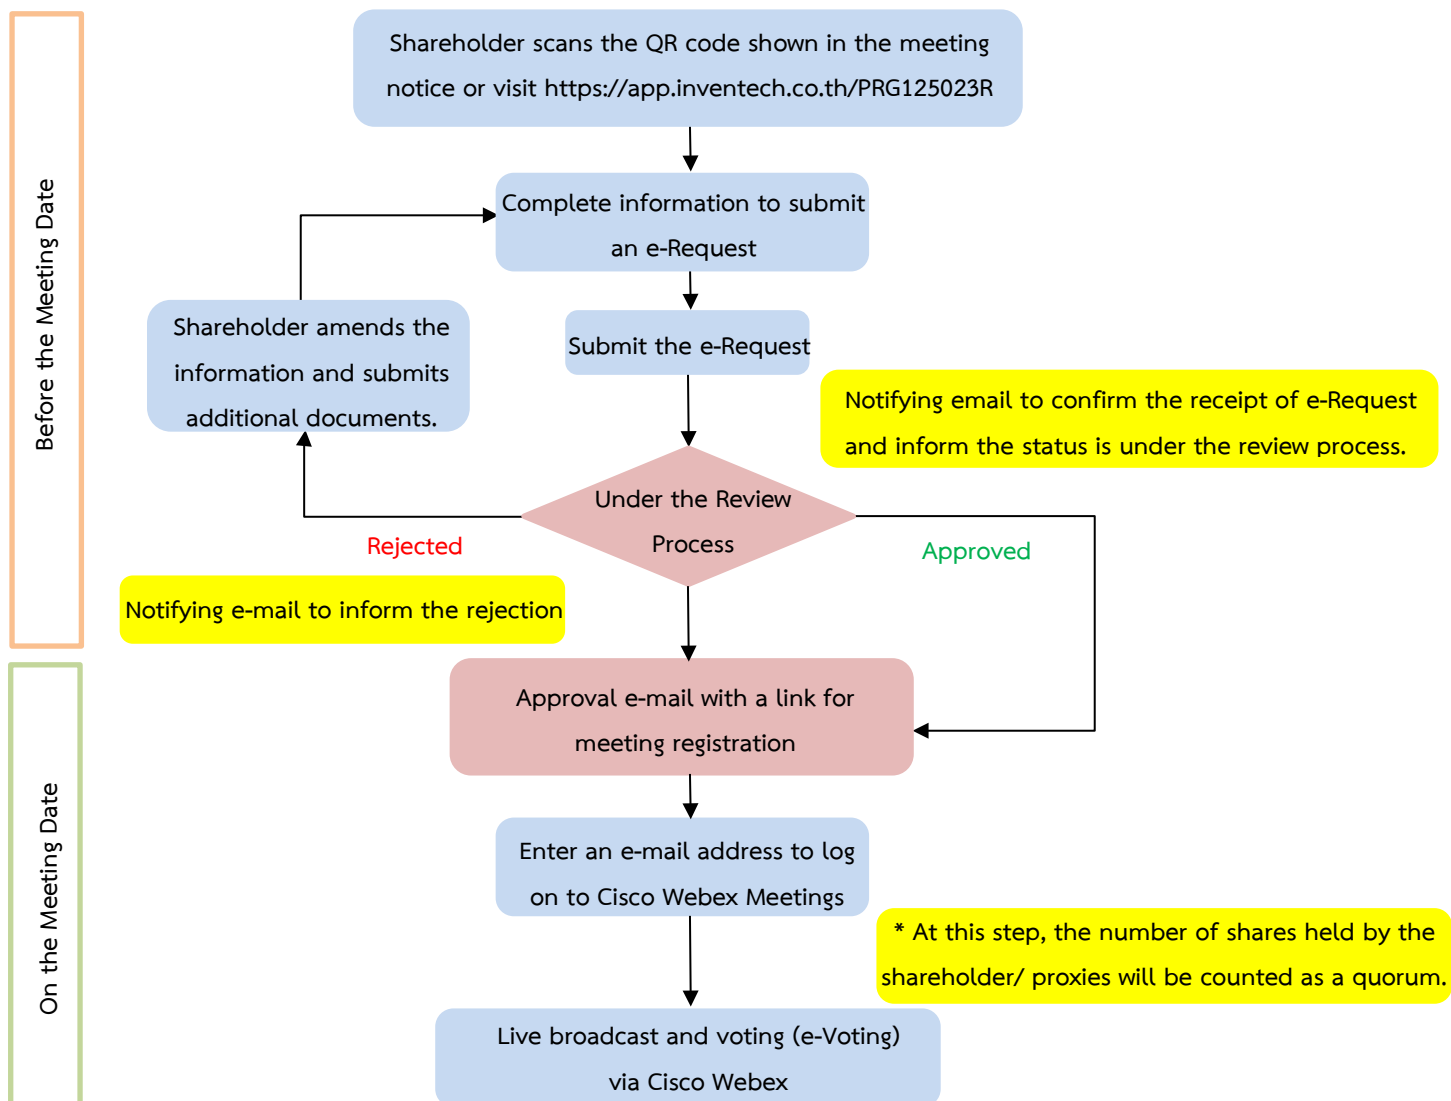 Before the Meeting Date
Shareholder scans the QR code shown in the meeting
notice or visit https://app.inventech.co.th/PRG125023R
Complete information to submit
an e-Request
Submit the e-Request
Shareholder amends the
information and submits
additional documents.
Notifying email to confirm the receipt of e-Request
and inform the status is under the review process.
Under the Review
Process
Rejected
Approved
Notifying e-mail to inform the rejection
On the Meeting Date
Approval e-mail with a link for
meeting registration
Enter an e-mail address to log
on to Cisco Webex Meetings
* At this step, the number of shares held by the
shareholder/ proxies will be counted as a quorum.
Live broadcast and voting (e-Voting)
via Cisco Webex